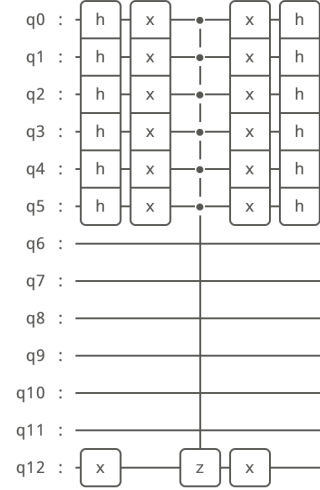 q0 : h x x h
q1 : h x x h
q2 : h x x h
q3 : h x x h
q4 : h x x h
q5 : h x x h
q6 :
q7 :
q8 :
q9 :
q10 :
q11 :
q12 : x z x